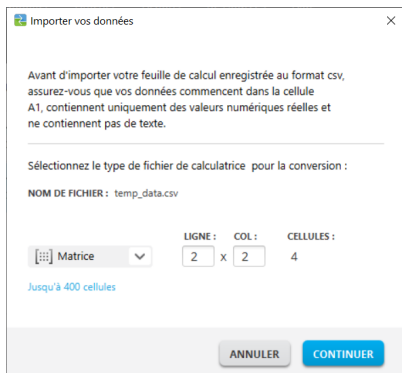 Importer vos données
Avant d'importer votre feuille de calcul enregistrée au format csv,
assurez-vous que vos données commencent dans la cellule
A1, contiennent uniquement des valeurs numériques réelles et
ne contiennent pas de texte.
Sélectionnez le type de fichier de calculatrice pour la conversion :
NOM DE FICHIER : temp_data.csv
LIGNE : COL : CELLULES :
Matrice 2 x 2 4
Jusqu'à 400 cellules
ANNULER CONTINUER